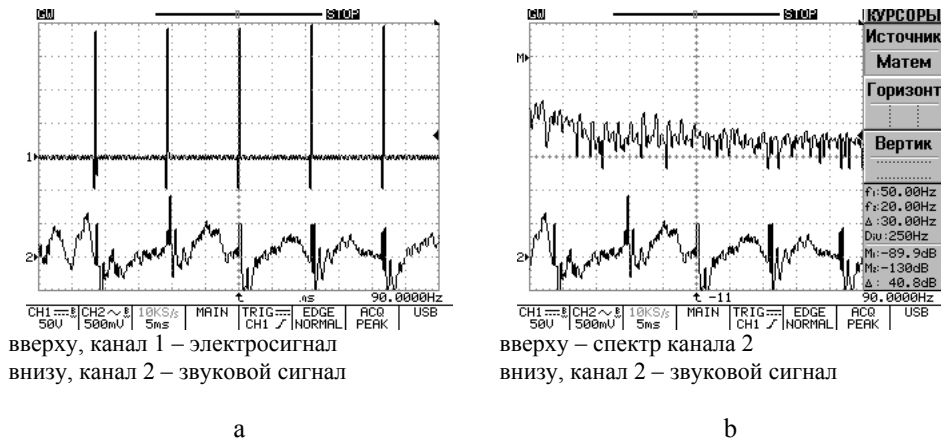 GW STOP
1
2
ms 90.0000Hz
CH1 CH2 10KS/s MAIN TRIG EDGE ACQ USB
50V 500mV 5ms CH1 NORMAL PEAK
вверху, канал 1 – электросигнал
внизу, канал 2 – звуковой сигнал
a
GW STOP
M
2
КУРСОРЫ
Источник
Матем
Горизонт
Вертик
f1:50.00Hz
f2:20.00Hz
Δ:30.00Hz
Div:250Hz
M1:-89.9dB
M2:-130dB
Δ: 40.8dB
-11 90.0000Hz
CH1 CH2 10KS/s MAIN TRIG EDGE ACQ USB
50V 500mV 5ms CH1 NORMAL PEAK
вверху – спектр канала 2
внизу, канал 2 – звуковой сигнал
b